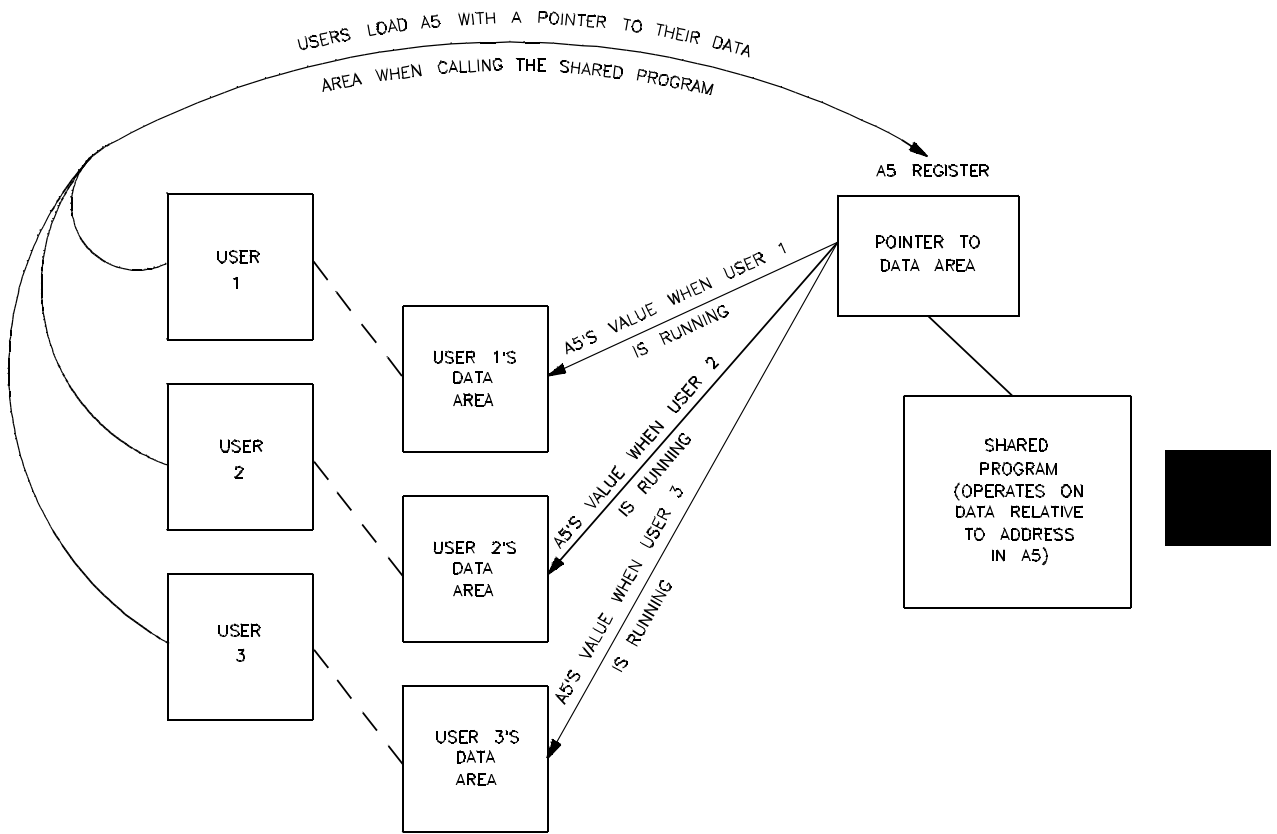 USERS LOAD A5 WITH A POINTER TO THEIR DATA
AREA WHEN CALLING THE SHARED PROGRAM
A5 REGISTER
POINTER TO
DATA AREA
USER
1
A5'S VALUE WHEN USER 1
IS RUNNING
USER 1'S
DATA
AREA
USER
2
A5'S VALUE WHEN USER 2
IS RUNNING
USER 2'S
DATA
AREA
SHARED
PROGRAM
(OPERATES ON
DATA RELATIVE
TO ADDRESS
IN A5)
USER
3
A5'S VALUE WHEN USER 3
IS RUNNING
USER 3'S
DATA
AREA